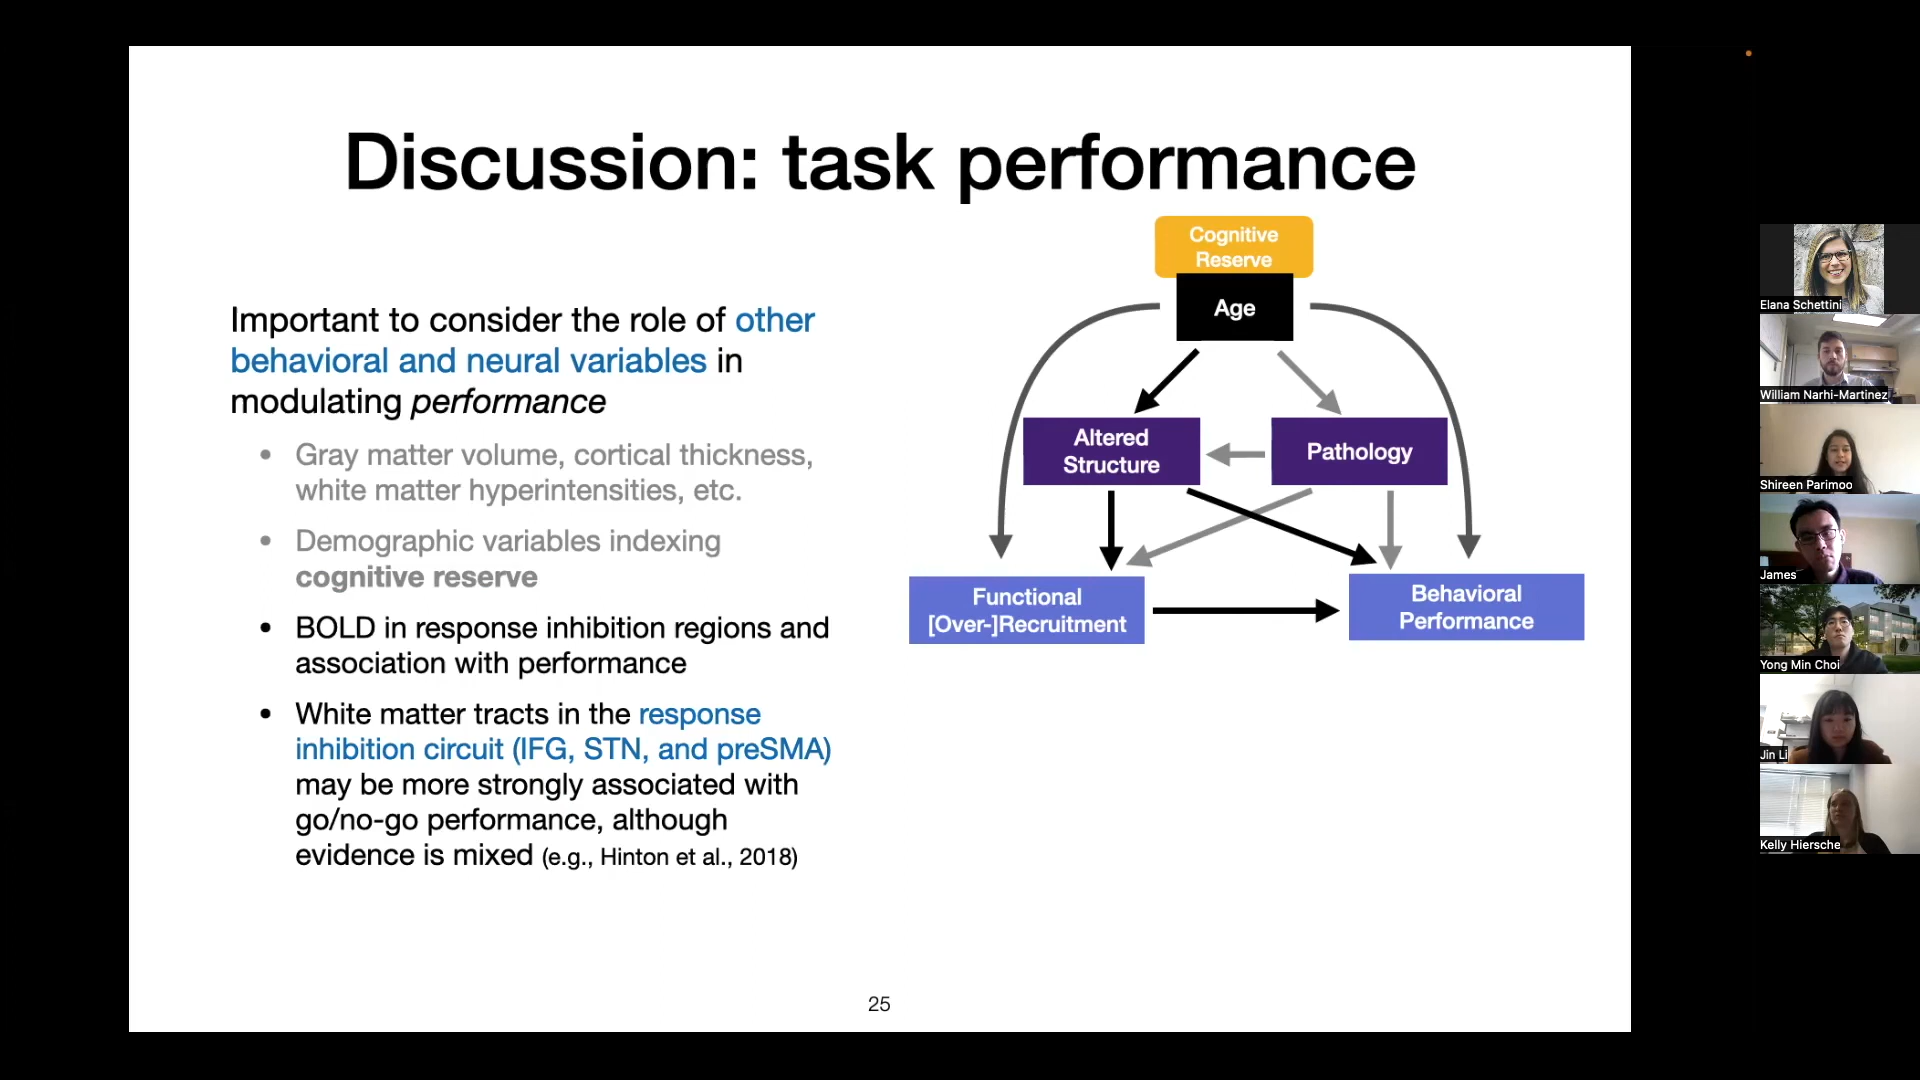 Discussion: task performance
Important to consider the role of other
behavioral and neural variables in
modulating performance
• Gray matter volume, cortical thickness,
white matter hyperintensities, etc.
• Demographic variables indexing
cognitive reserve
• BOLD in response inhibition regions and
association with performance
• White matter tracts in the response
inhibition circuit (IFG, STN, and preSMA)
may be more strongly associated with
go/no-go performance, although
evidence is mixed (e.g., Hinton et al., 2018)
Cognitive
Reserve
Age
Altered
Structure
Pathology
Functional
[Over-]Recruitment
Behavioral
Performance
25
Elana Schettini
William Narhi-Martinez
Shireen Parimoo
James
Yong Min Choi
Jin Li
Kelly Hiersche